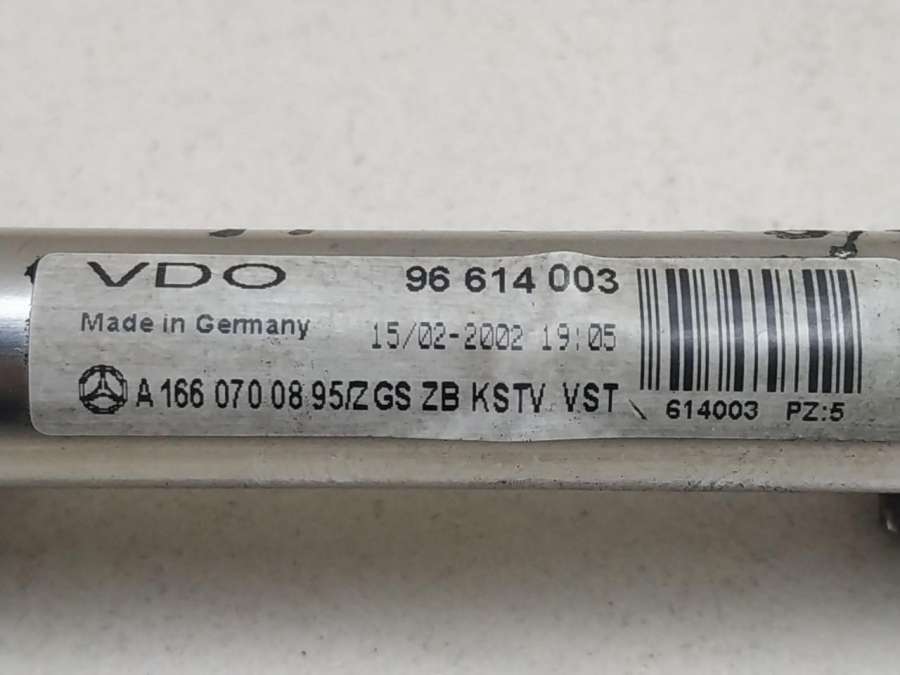 VDO 96 614 003
Made in Germany 15/02-2002 19:05
A 166 070 08 95/ZGS ZB KSTV VST
614003 PZ:5